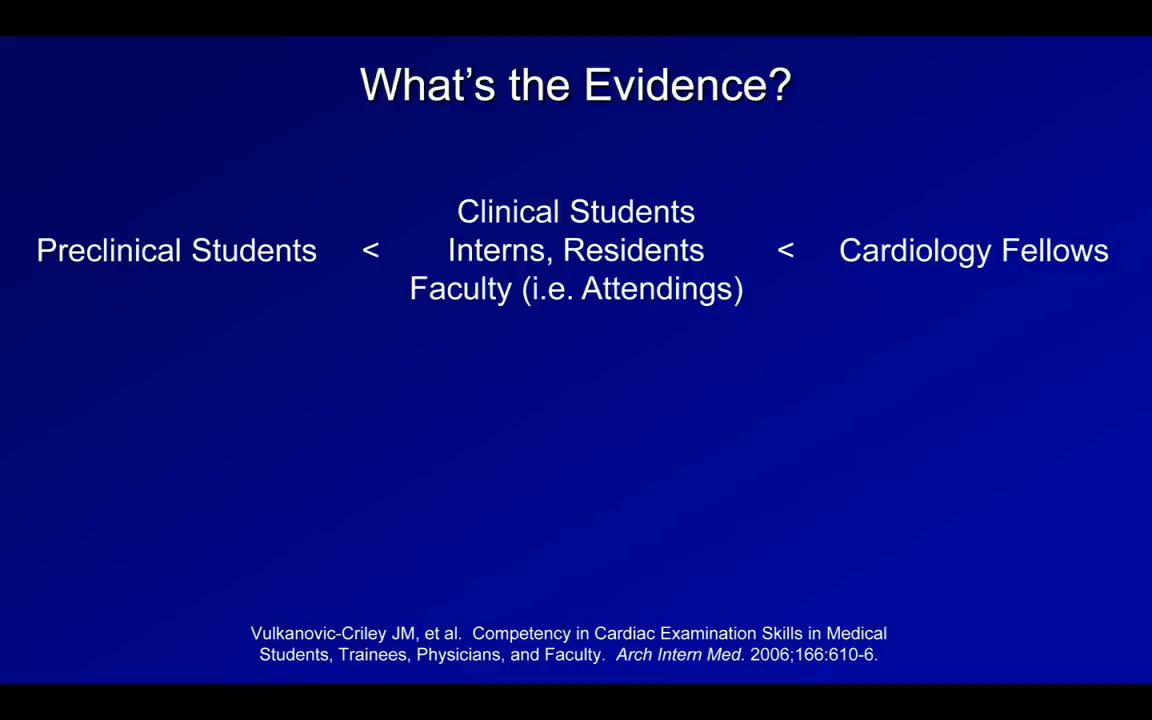 What's the Evidence?
Clinical Students
Preclinical Students < Interns, Residents < Cardiology Fellows
Faculty (i.e. Attendings)
Vulkanovic-Criley JM, et al. Competency in Cardiac Examination Skills in Medical
Students, Trainees, Physicians, and Faculty. Arch Intern Med. 2006;166:610-6.